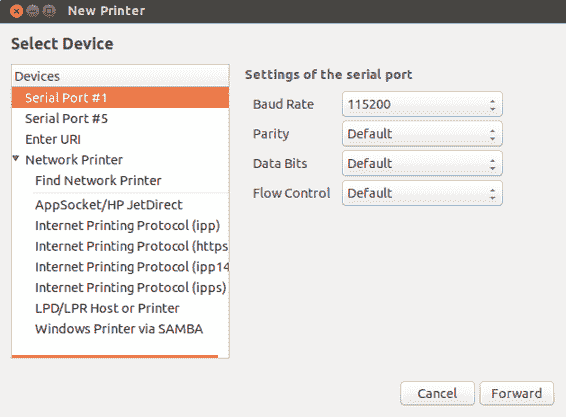 New Printer
Select Device
Devices
Serial Port #1
Serial Port #5
Enter URI
Network Printer
Find Network Printer
AppSocket/HP JetDirect
Internet Printing Protocol (ipp)
Internet Printing Protocol (https
Internet Printing Protocol (ipp14
Internet Printing Protocol (ipps)
LPD/LPR Host or Printer
Windows Printer via SAMBA
Settings of the serial port
Baud Rate 115200
Parity Default
Data Bits Default
Flow Control Default
Cancel Forward